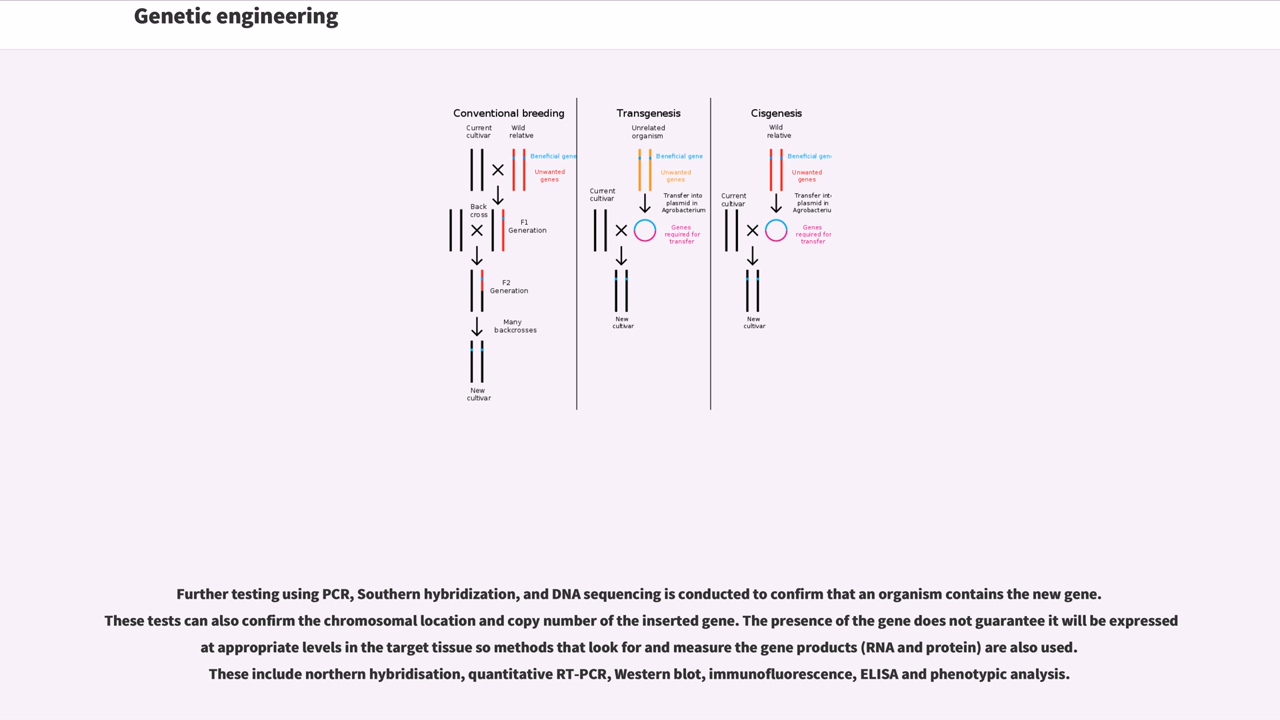 Genetic engineering
Conventional breeding
Current
cultivar
Wild
relative
Beneficial gene
Unwanted
genes
Back
cross
F1
Generation
F2
Generation
Many
backcrosses
New
cultivar
Transgenesis
Unrelated
organism
Beneficial gene
Unwanted
genes
Current
cultivar
Transfer into
plasmid in
Agrobacterium
Genes
required for
transfer
New
cultivar
Cisgenesis
Wild
relative
Beneficial gen
Unwanted
genes
Current
cultivar
Transfer int
plasmid in
Agrobacteriu
Genes
required for
transfer
New
cultivar
Further testing using PCR, Southern hybridization, and DNA sequencing is conducted to confirm that an organism contains the new gene.
These tests can also confirm the chromosomal location and copy number of the inserted gene. The presence of the gene does not guarantee it will be expressed
at appropriate levels in the target tissue so methods that look for and measure the gene products (RNA and protein) are also used.
These include northern hybridisation, quantitative RT-PCR, Western blot, immunofluorescence, ELISA and phenotypic analysis.